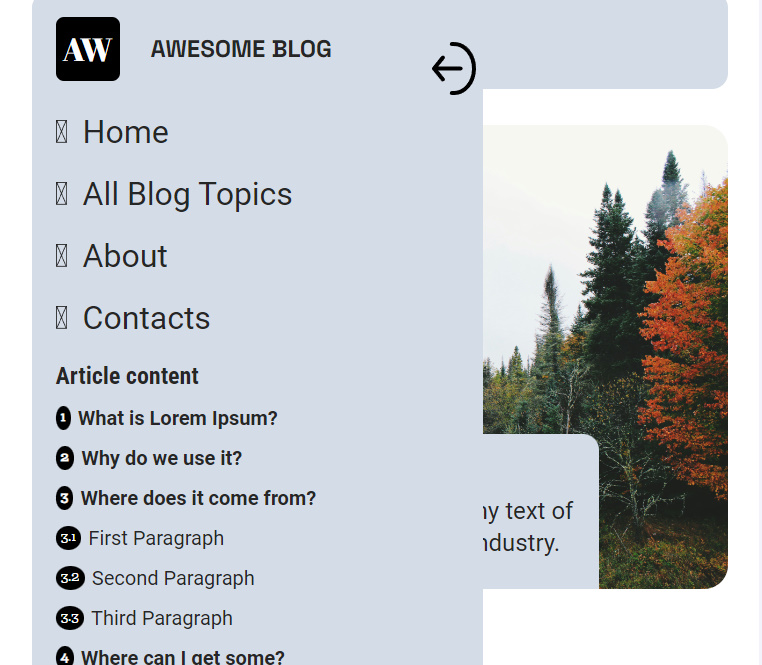 AW
AWESOME BLOG
Home
All Blog Topics
About
Contacts
Article content
1 What is Lorem Ipsum?
2 Why do we use it?
3 Where does it come from?
3.1 First Paragraph
3.2 Second Paragraph
3.3 Third Paragraph
4 Where can I get some?
text of